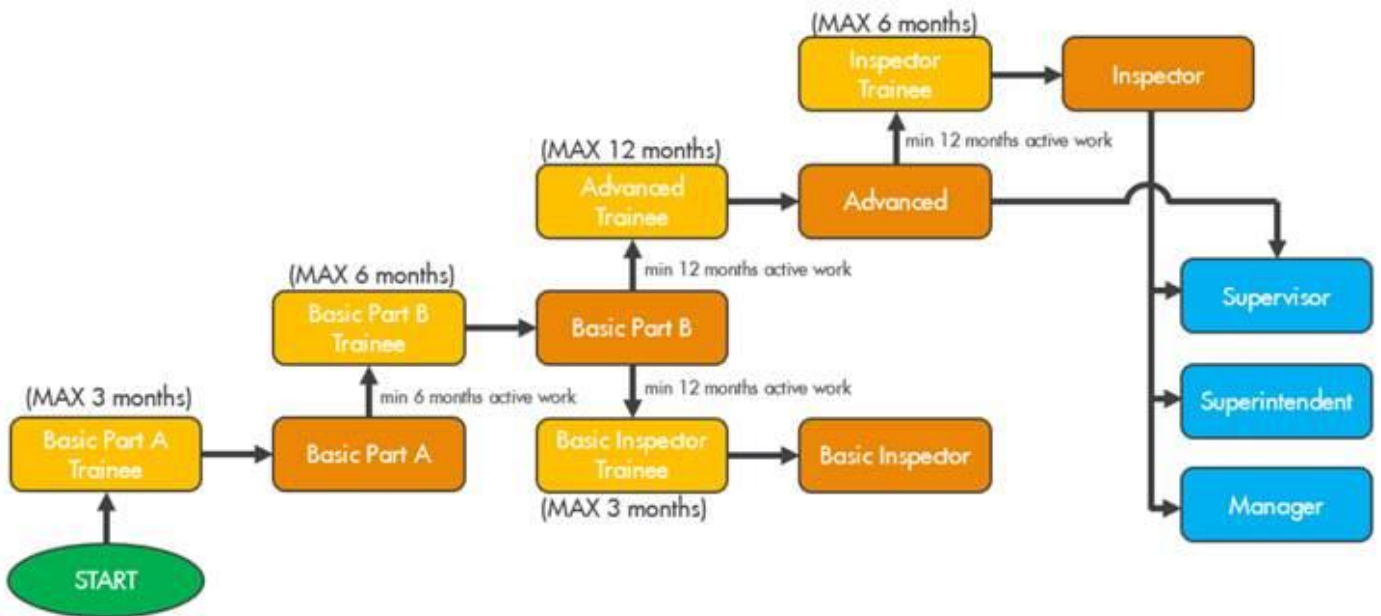 (MAX 6 months)
Inspector
Trainee
Inspector
min 12 months active work
(MAX 12 months)
Advanced
Trainee
Advanced
min 12 months active work
(MAX 6 months)
Basic Part B
Trainee
Basic Part B
Supervisor
min 6 months active work
min 12 months active work
(MAX 3 months)
Basic Part A
Trainee
Basic Part A
Basic Inspector
Trainee
(MAX 3 months)
Basic Inspector
Superintendent
Manager
START